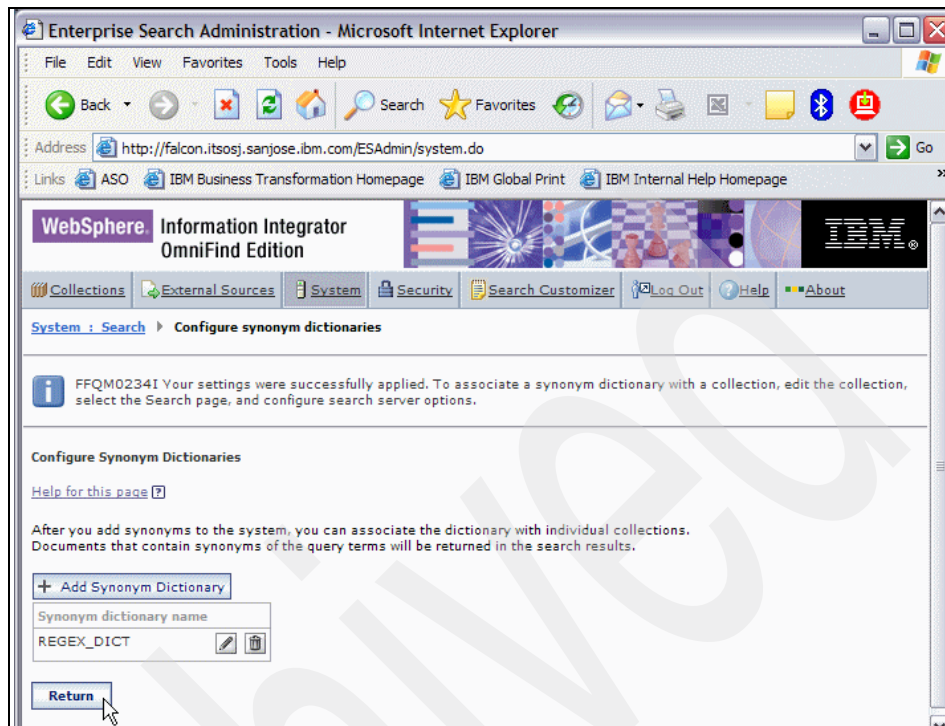 Enterprise Search Administration - Microsoft Internet Explorer
File Edit View Favorites Tools Help
Back Search Favorites
Address http://falcon.itsosj.sanjose.ibm.com/ESAdmin/system.do Go
Links ASO IBM Business Transformation Homepage IBM Global Print IBM Internal Help Homepage »
WebSphere. Information Integrator
OmniFind Edition
IBM®
Collections External Sources System Security Search Customizer Log Out Help About
System : Search Configure synonym dictionaries
FFQM0234I Your settings were successfully applied. To associate a synonym dictionary with a collection, edit the collection,
select the Search page, and configure search server options.
Configure Synonym Dictionaries
Help for this page ?
After you add synonyms to the system, you can associate the dictionary with individual collections.
Documents that contain synonyms of the query terms will be returned in the search results.
+ Add Synonym Dictionary
Synonym dictionary name
REGEX_DICT
Return
hived